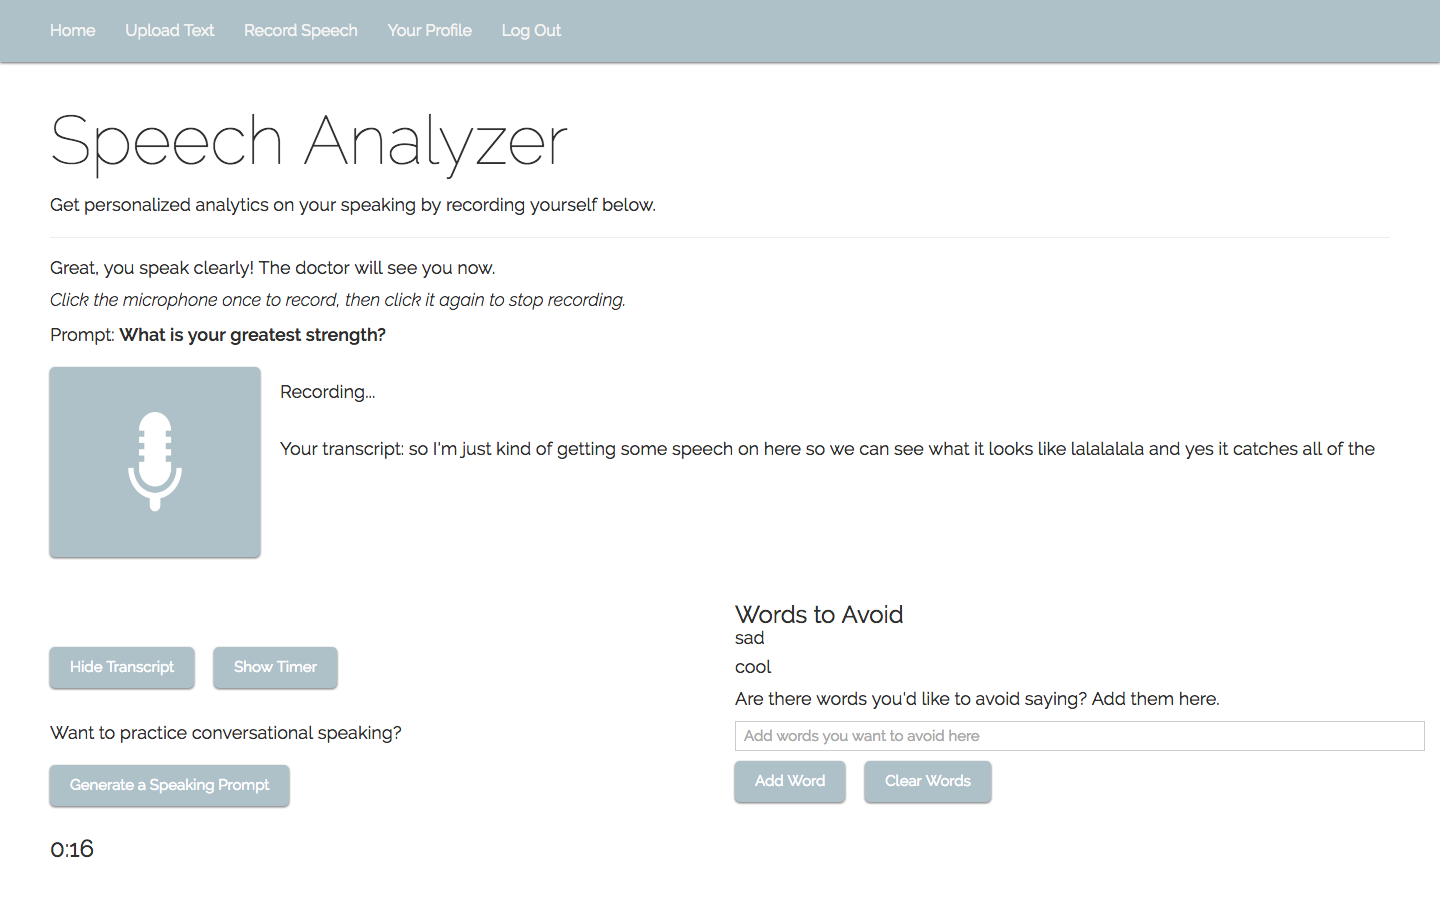 Home Upload Text Record Speech Your Profile Log Out
Speech Analyzer
Get personalized analytics on your speaking by recording yourself below.
Great, you speak clearly! The doctor will see you now.
Click the microphone once to record, then click it again to stop recording.
Prompt: What is your greatest strength?
Recording...
Your transcript: so I'm just kind of getting some speech on here so we can see what it looks like lalalalala and yes it catches all of the
Hide Transcript Show Timer
Want to practice conversational speaking?
Generate a Speaking Prompt
0:16
Words to Avoid
sad
cool
Are there words you'd like to avoid saying? Add them here.
Add words you want to avoid here
Add Word Clear Words